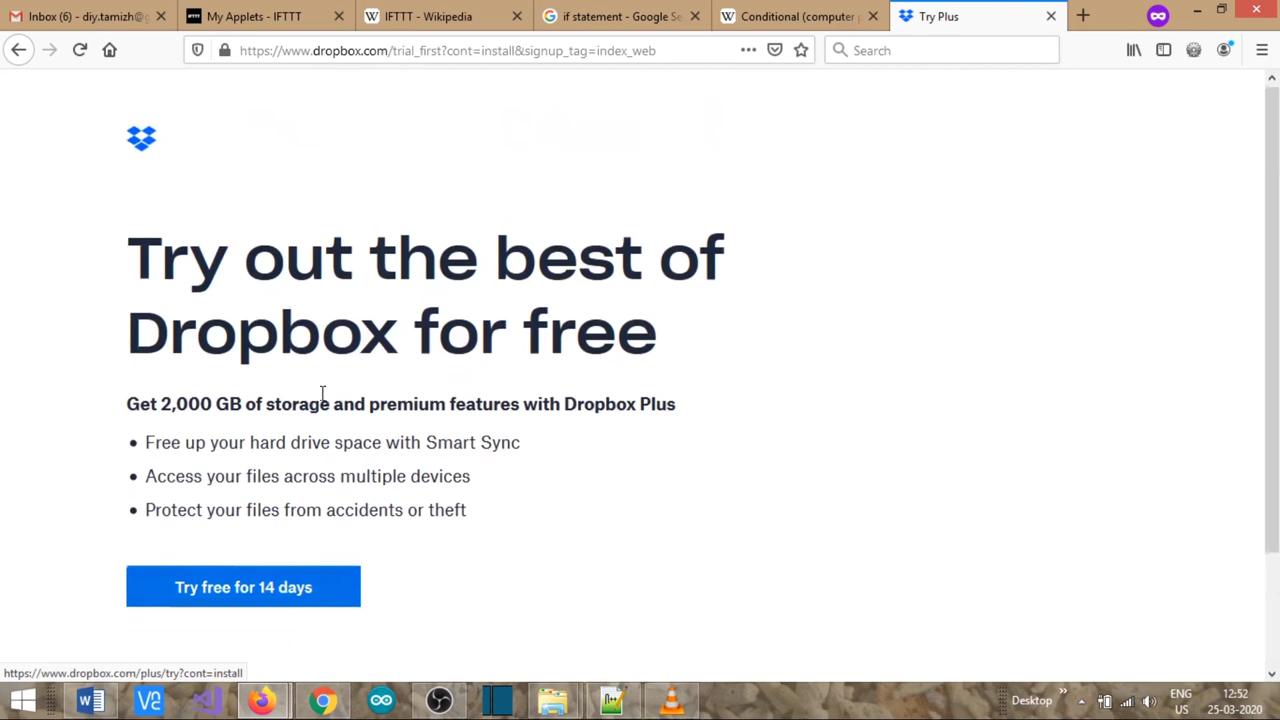 Inbox (6) - diy.tamizh@g
My Applets - IFTTT
IFTTT - Wikipedia
if statement - Google Se
Conditional (computer p
Try Plus
https://www.dropbox.com/trial_first?cont=install&signup_tag=index_web
Search
Try out the best of
Dropbox for free
Get 2,000 GB of storage and premium features with Dropbox Plus
• Free up your hard drive space with Smart Sync
• Access your files across multiple devices
• Protect your files from accidents or theft
Try free for 14 days
https://www.dropbox.com/plus/try?cont=install
Desktop
ENG
US
12:52
25-03-2020